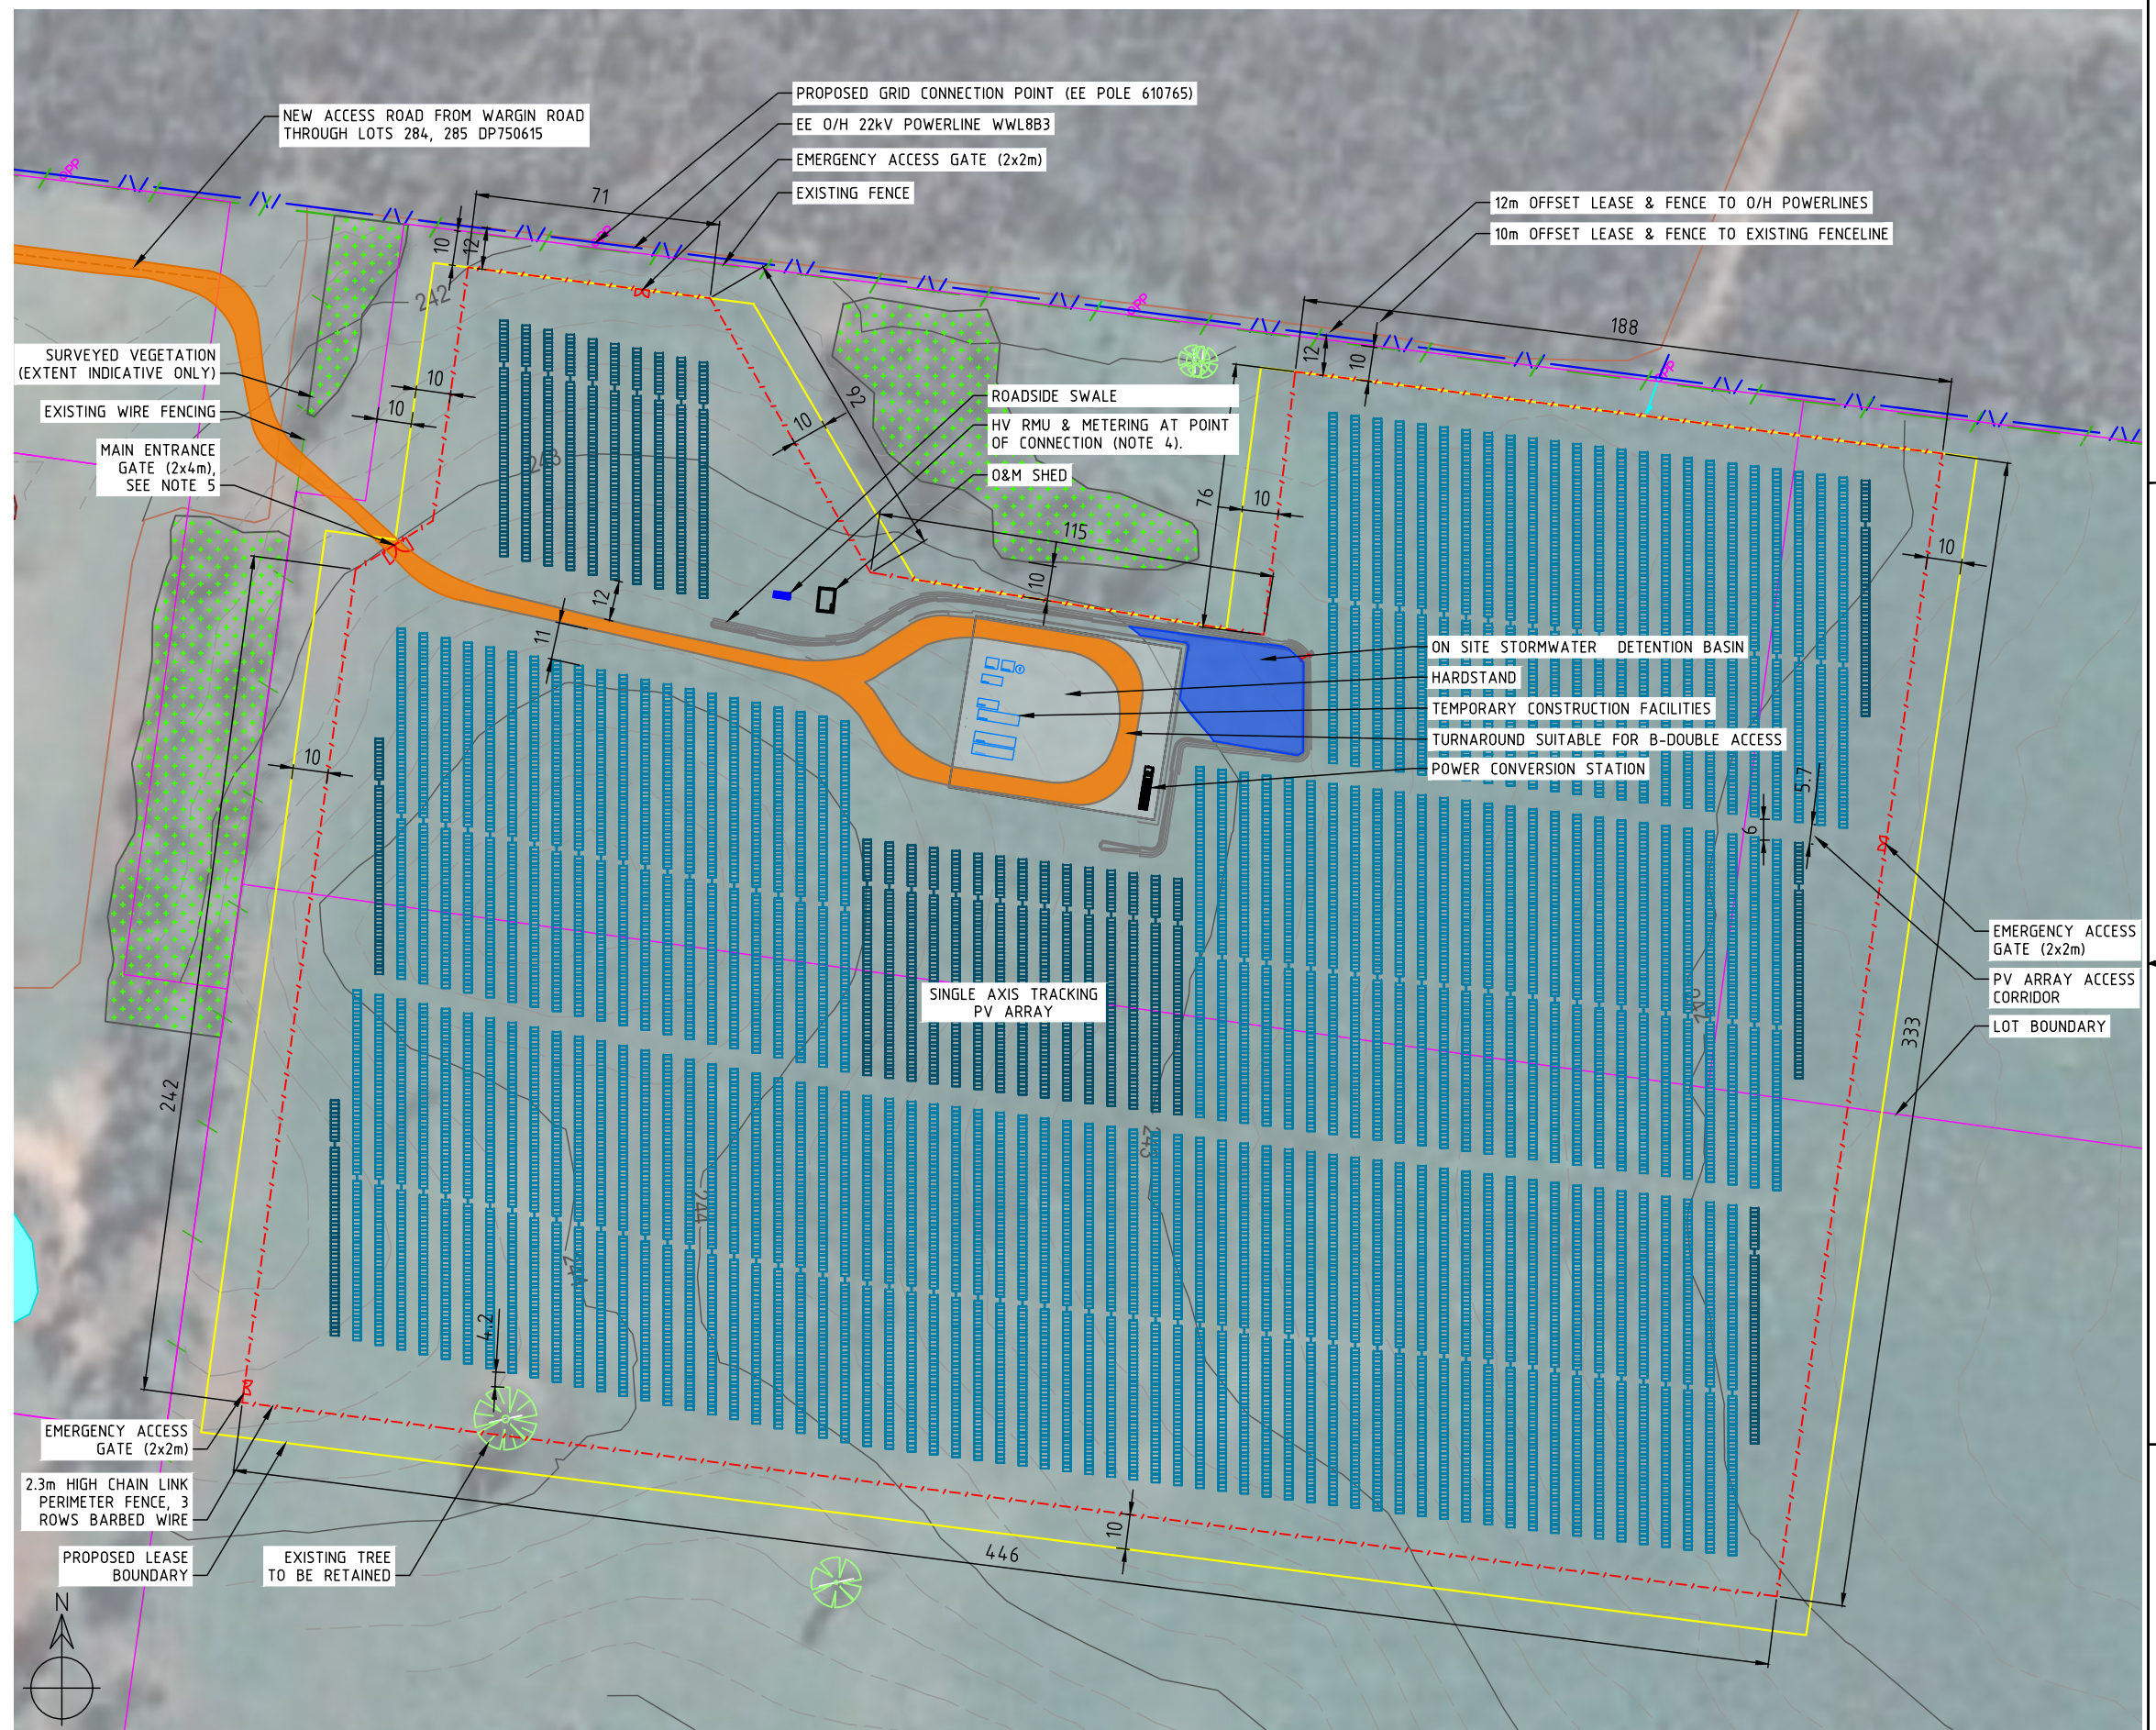 PROPOSED GRID CONNECTION POINT (EE POLE 610765)
NEW ACCESS ROAD FROM WARGIN ROAD
THROUGH LOTS 284, 285 DP750615
EE O/H 22kV POWERLINE WWL8B3
EMERGENCY ACCESS GATE (2x2m)
EXISTING FENCE
12m OFFSET LEASE & FENCE TO O/H POWERLINES
10m OFFSET LEASE & FENCE TO EXISTING FENCELINE
71
10
12
242
188
12
10
SURVEYED VEGETATION
(EXTENT INDICATIVE ONLY)
EXISTING WIRE FENCING
MAIN ENTRANCE
GATE (2x4m),
SEE NOTE 5
10
10
92
10
243
ROADSIDE SWALE
HV RMU & METERING AT POINT
OF CONNECTION (NOTE 4).
O&M SHED
76
10
115
10
10
12
11
ON SITE STORMWATER DETENTION BASIN
HARDSTAND
TEMPORARY CONSTRUCTION FACILITIES
TURNAROUND SUITABLE FOR B-DOUBLE ACCESS
POWER CONVERSION STATION
10
5.7
6
EMERGENCY ACCESS
GATE (2x2m)
PV ARRAY ACCESS
CORRIDOR
LOT BOUNDARY
SINGLE AXIS TRACKING
PV ARRAY
333
242
243
244
244
4.2
EMERGENCY ACCESS
GATE (2x2m)
2.3m HIGH CHAIN LINK
PERIMETER FENCE, 3
ROWS BARBED WIRE
PROPOSED LEASE
BOUNDARY
EXISTING TREE
TO BE RETAINED
10
446
N